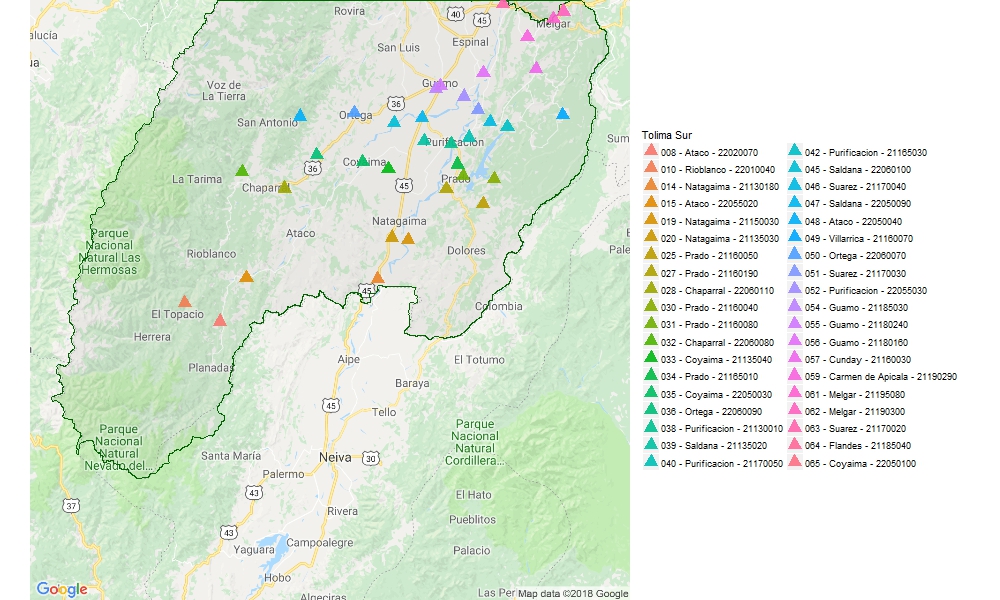 Rovira
40
45
Melgar
alucía
San Luis
Espinal
ua
Voz de
La Tierra
Guamo
36
Ortega
San Antonio
Purificación
Sum
36
Coyaima
La Tarima
Chaparral
45
Prado
Natagaima
Ataco
Parque
Nacional
Natural Las
Hermosas
Rioblanco
Dolores
Pale
45
El Topacio
Colombia
Herrera
Aipe
El Totumo
Planadas
Baraya
45
Tello
Parque
Nacional
Natural
Nevado del...
Parque
Nacional
Natural
Cordillera...
Santa María
Neiva
30
Palermo
43
El Hato
37
Rivera
Pueblitos
43
Yaguara
Campoalegre
Palacio
Hobo
Algeciras
Las Per
Google
Map data ©2018 Google
Tolima Sur
008 - Ataco - 22020070
010 - Rioblanco - 22010040
014 - Natagaima - 21130180
015 - Ataco - 22055020
019 - Natagaima - 21150030
020 - Natagaima - 21135030
025 - Prado - 21160050
027 - Prado - 21160190
028 - Chaparral - 22060110
030 - Prado - 21160040
031 - Prado - 21160080
032 - Chaparral - 22060080
033 - Coyaima - 21135040
034 - Prado - 21165010
035 - Coyaima - 22050030
036 - Ortega - 22060090
038 - Purificacion - 21130010
039 - Saldana - 21135020
040 - Purificacion - 21170050
042 - Purificacion - 21165030
045 - Saldana - 22060100
046 - Suarez - 21170040
047 - Saldana - 22050090
048 - Ataco - 22050040
049 - Villarrica - 21160070
050 - Ortega - 22060070
051 - Suarez - 21170030
052 - Purificacion - 22055030
054 - Guamo - 21185030
055 - Guamo - 21180240
056 - Guamo - 21180160
057 - Cunday - 21160030
059 - Carmen de Apicala - 21190290
061 - Melgar - 21195080
062 - Melgar - 21190300
063 - Suarez - 21170020
064 - Flandes - 21185040
065 - Coyaima - 22050100